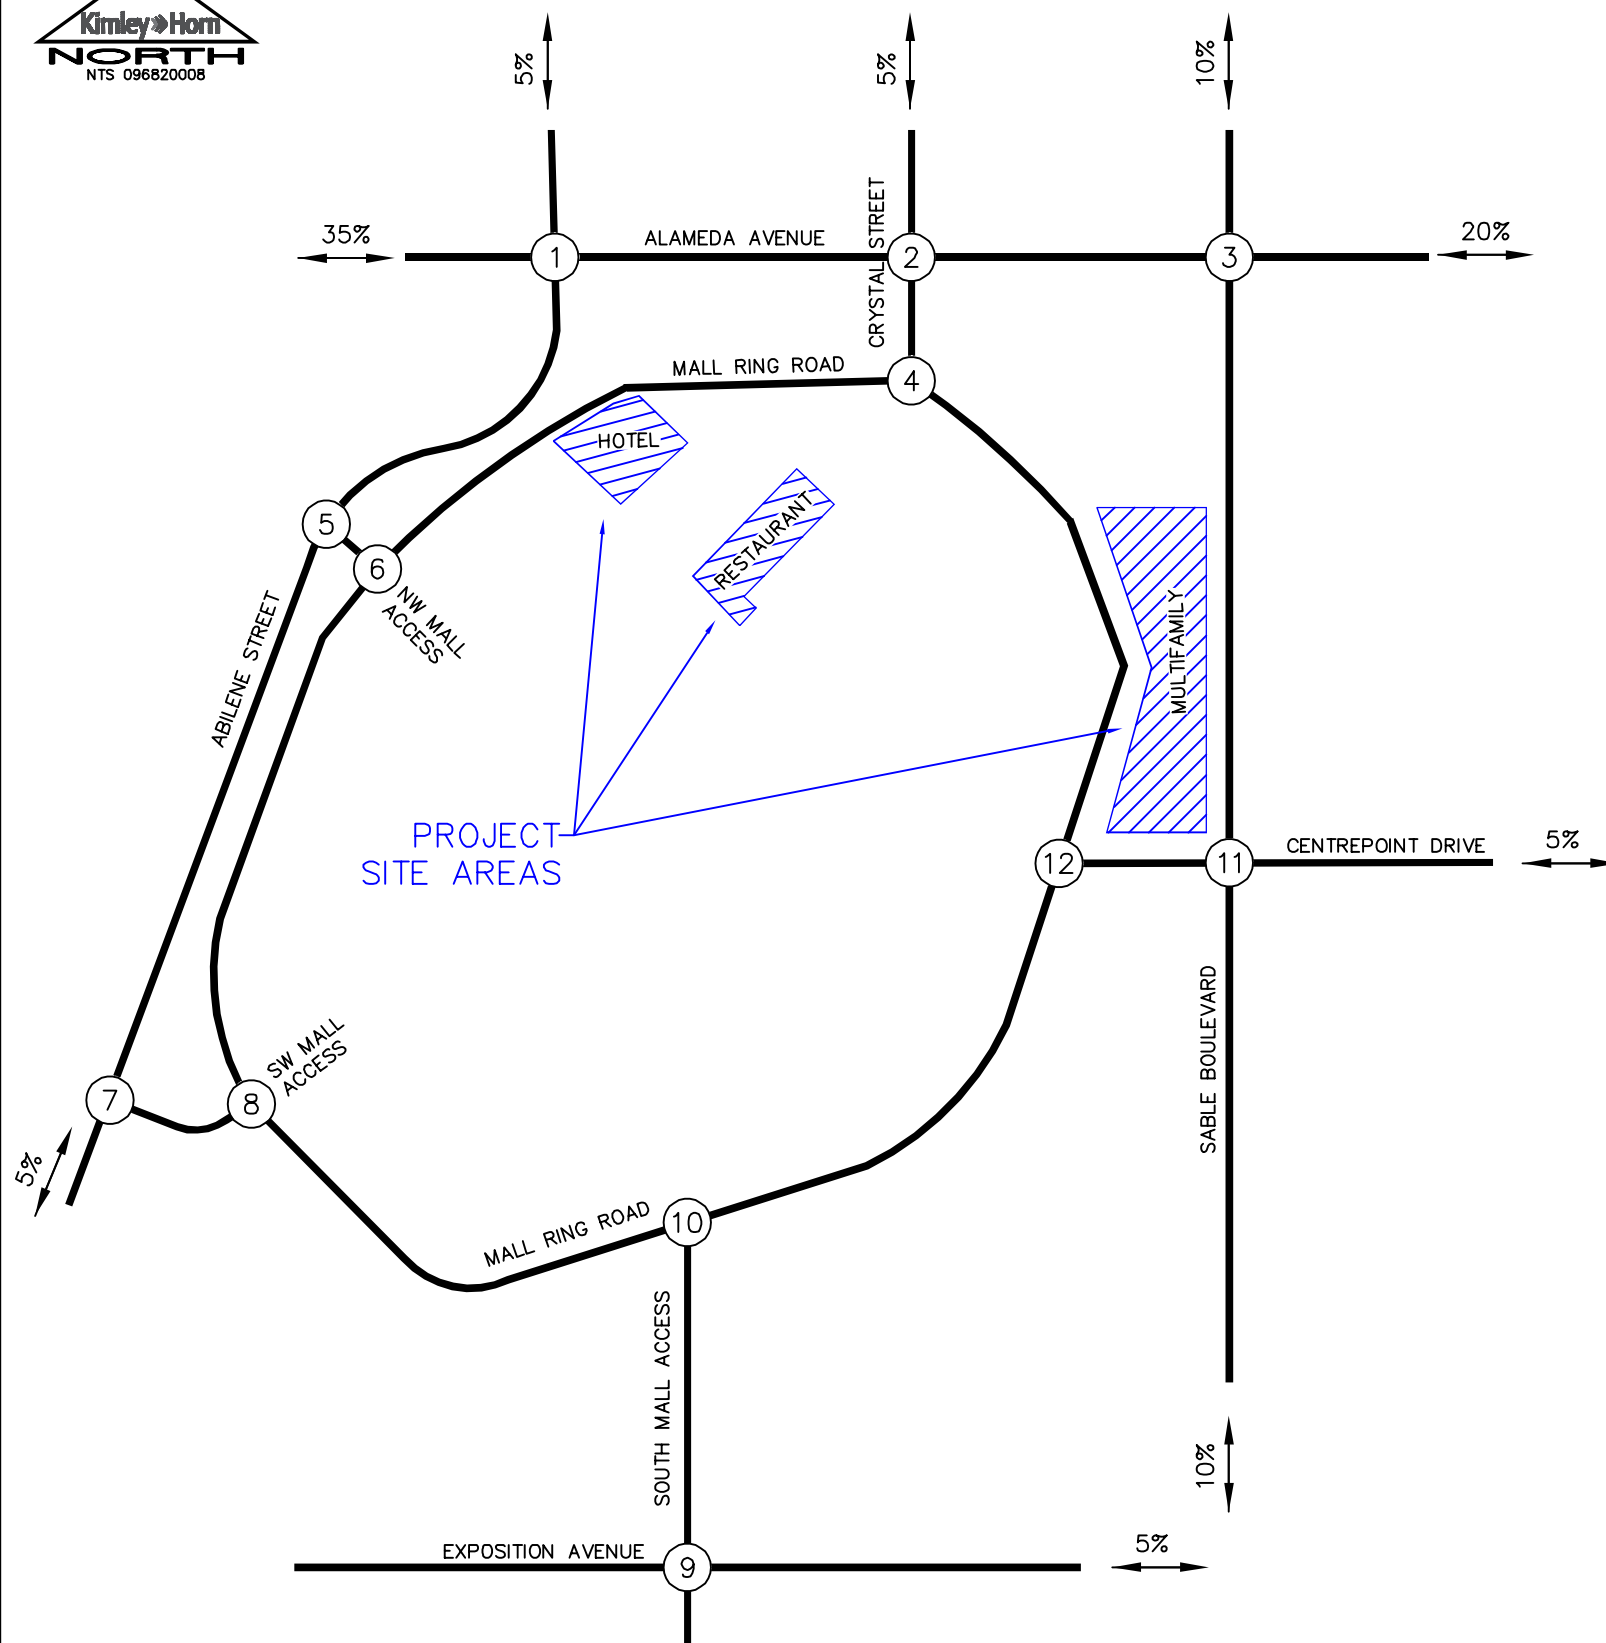 Kimley»Horn
NORTH
NTS 096820008
5%
5%
10%
35%
ALAMEDA AVENUE
CRYSTAL STREET
20%
1
2
3
MALL RING ROAD
4
HOTEL
RESTAURANT
5
6
NW MALL
ACCESS
ABILENE STREET
MULTIFAMILY
PROJECT
SITE AREAS
12
11
CENTREPOINT DRIVE
5%
SABLE BOULEVARD
SW MALL
ACCESS
7
8
5%
MALL RING ROAD
10
SOUTH MALL ACCESS
10%
EXPOSITION AVENUE
9
5%